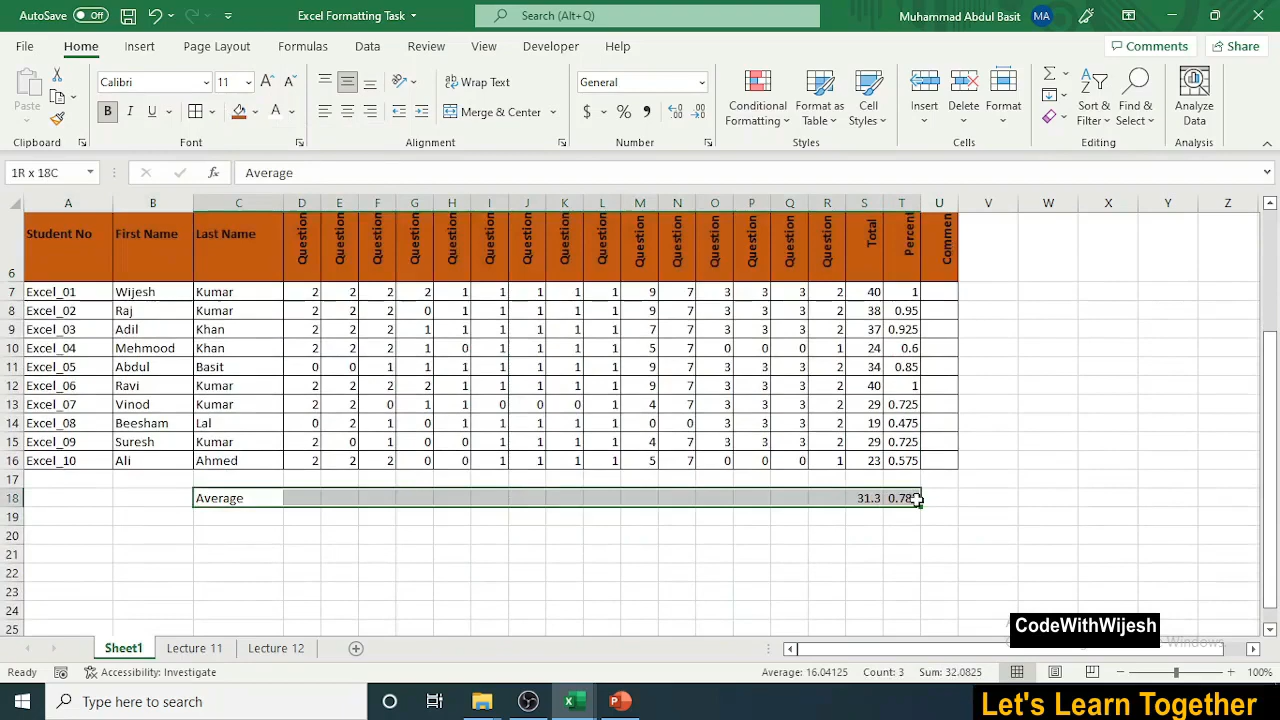 AutoSave Off Excel Formatting Task Search (Alt+Q) Muhammad Abdul Basit MA
File Home Insert Page Layout Formulas Data Review View Developer Help Comments Share
Paste Calibri 11 Wrap Text General Conditional Formatting Format as Table Cell Styles Insert Delete Format Sort & Filter Find & Select Analyze Data
B I U A Merge & Center $ % ,
Clipboard Font Alignment Number Styles Cells Editing Analysis
1R x 18C fx Average
A B C D E F G H I J K L M N O P Q R S T U V W X Y Z
6 Student No First Name Last Name Question Question Question Question Question Question Question Question Question Question Question Question Question Question Question Total
7 Excel_01 Wijesh Kumar 2 2 2 2 1 1 1 1 1 9 7 3 3 3 2 40 1
8 Excel_02 Raj Kumar 2 2 2 0 1 1 1 1 1 9 7 3 3 3 2 38 0.95
9 Excel_03 Adil Khan 2 2 2 1 1 1 1 1 1 7 7 3 3 3 2 37 0.925
10 Excel_04 Mehmood Khan 2 2 2 1 0 1 1 1 1 5 7 0 0 0 1 24 0.6
11 Excel_05 Abdul Basit 0 0 1 1 1 1 1 1 1 9 7 3 3 3 2 34 0.85
12 Excel_06 Ravi Kumar 2 2 2 2 1 1 1 1 1 9 7 3 3 3 2 40 1
13 Excel_07 Vinod Kumar 2 2 0 1 1 0 0 0 1 4 7 3 3 3 2 29 0.725
14 Excel_08 Beesham Lal 0 2 1 0 1 1 1 1 1 0 0 3 3 3 2 19 0.475
15 Excel_09 Suresh Kumar 2 0 1 0 0 1 1 1 1 4 7 3 3 3 2 29 0.725
16 Excel_10 Ali Ahmed 2 2 2 0 0 1 1 1 1 5 7 0 0 0 1 23 0.575
17
18 Average 31.3
19
20
21
22
23
24
25
CodeWithWijesh
Sheet1 Lecture 11 Lecture 12
Ready Accessibility: Investigate Average: 16.04125 Count: 3 Sum: 32.0825 100%
Type here to search
Let's Learn Together